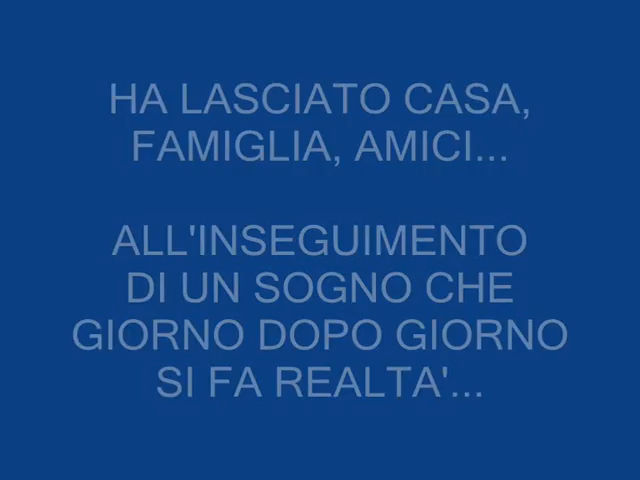 HA LASCIATO CASA,
FAMIGLIA, AMICI...
ALL'INSEGUIMENTO
DI UN SOGNO CHE
GIORNO DOPO GIORNO
SI FA REALTA'...